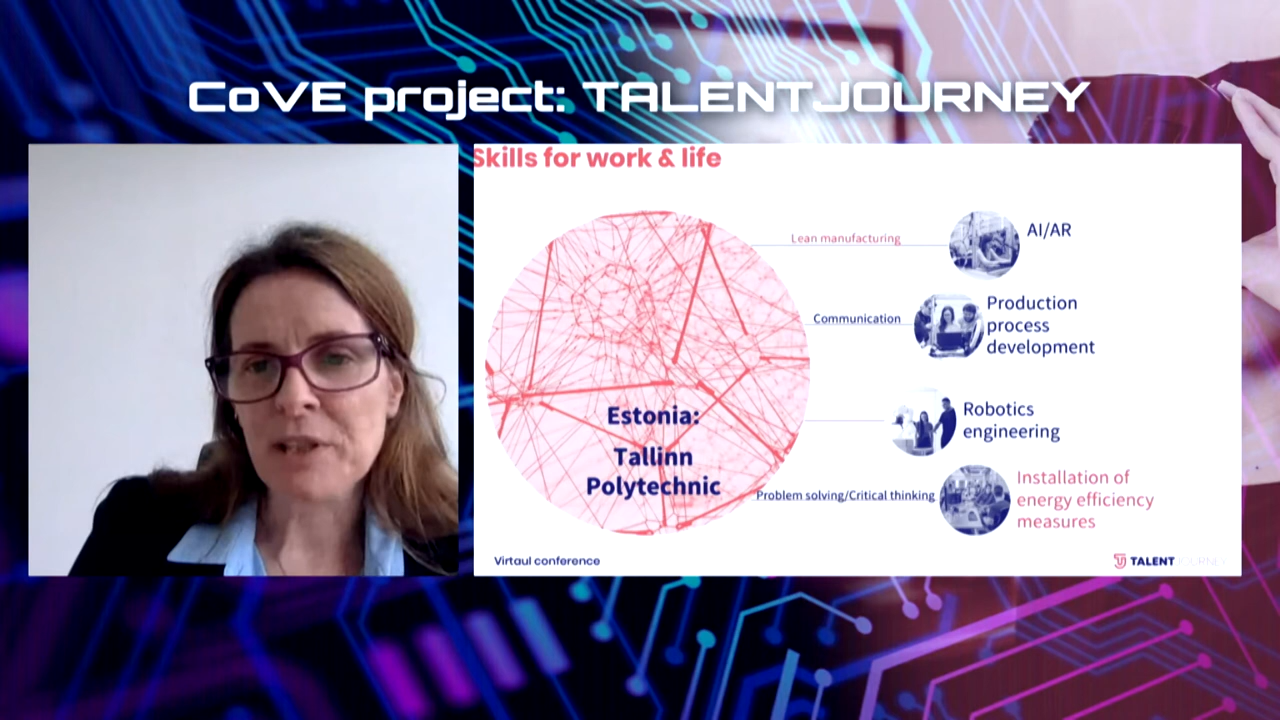 CoVE project: TALENTJOURNEY
Skills for work & life
Lean manufacturing
AI/AR
Communication
Production
process
development
Robotics
engineering
Estonia:
Tallinn
Polytechnic
Problem solving/Critical thinking
Installation of
energy efficiency
measures
Virtaul conference
TALENTJOURNEY